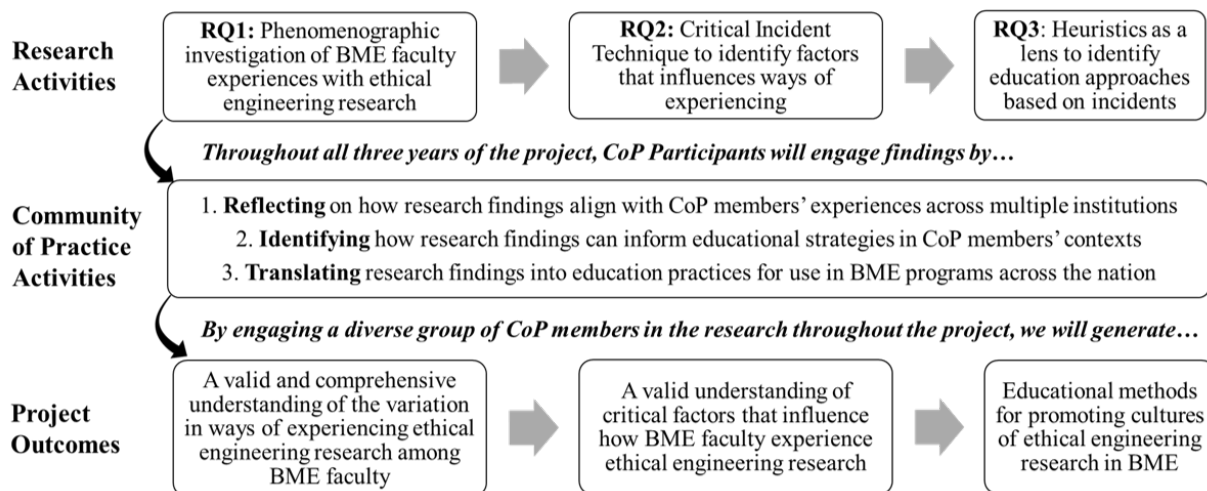 Research
Activities
RQ1: Phenomenographic
investigation of BME faculty
experiences with ethical
engineering research
RQ2: Critical Incident
Technique to identify factors
that influences ways of
experiencing
RQ3: Heuristics as a
lens to identify
education approaches
based on incidents
Throughout all three years of the project, CoP Participants will engage findings by…
Community
of Practice
Activities
1. Reflecting on how research findings align with CoP members’ experiences across multiple institutions
2. Identifying how research findings can inform educational strategies in CoP members’ contexts
3. Translating research findings into education practices for use in BME programs across the nation
By engaging a diverse group of CoP members in the research throughout the project, we will generate…
Project
Outcomes
A valid and comprehensive
understanding of the variation
in ways of experiencing ethical
engineering research among
BME faculty
A valid understanding of
critical factors that influence
how BME faculty experience
ethical engineering research
Educational methods
for promoting cultures
of ethical engineering
research in BME